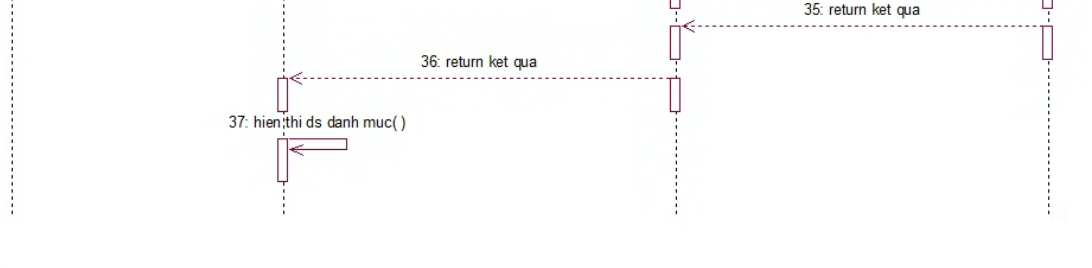 35: return ket qua
36: return ket qua
37: hien thi ds danh muc( )